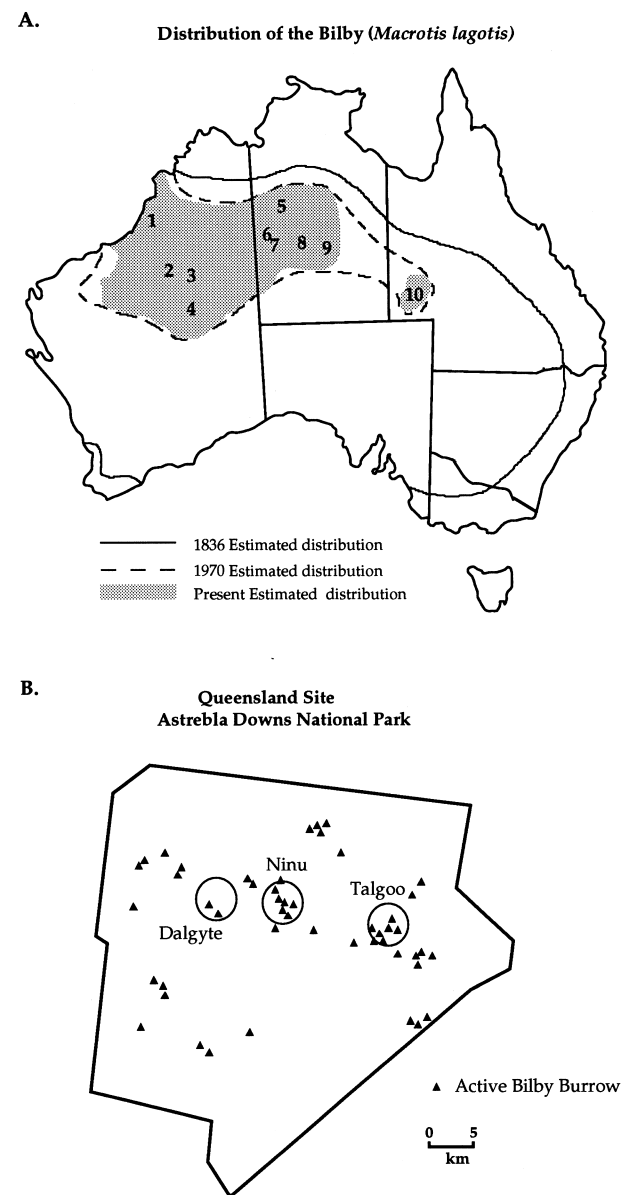 A.
Distribution of the Bilby (Macrotis lagotis)
1
5
6
7
8
9
2
3
10
4
1836 Estimated distribution
1970 Estimated distribution
Present Estimated distribution
B.
Queensland Site
Astrebla Downs National Park
Ninu
Talgoo
Dalgyte
Active Bilby Burrow
0 5
km